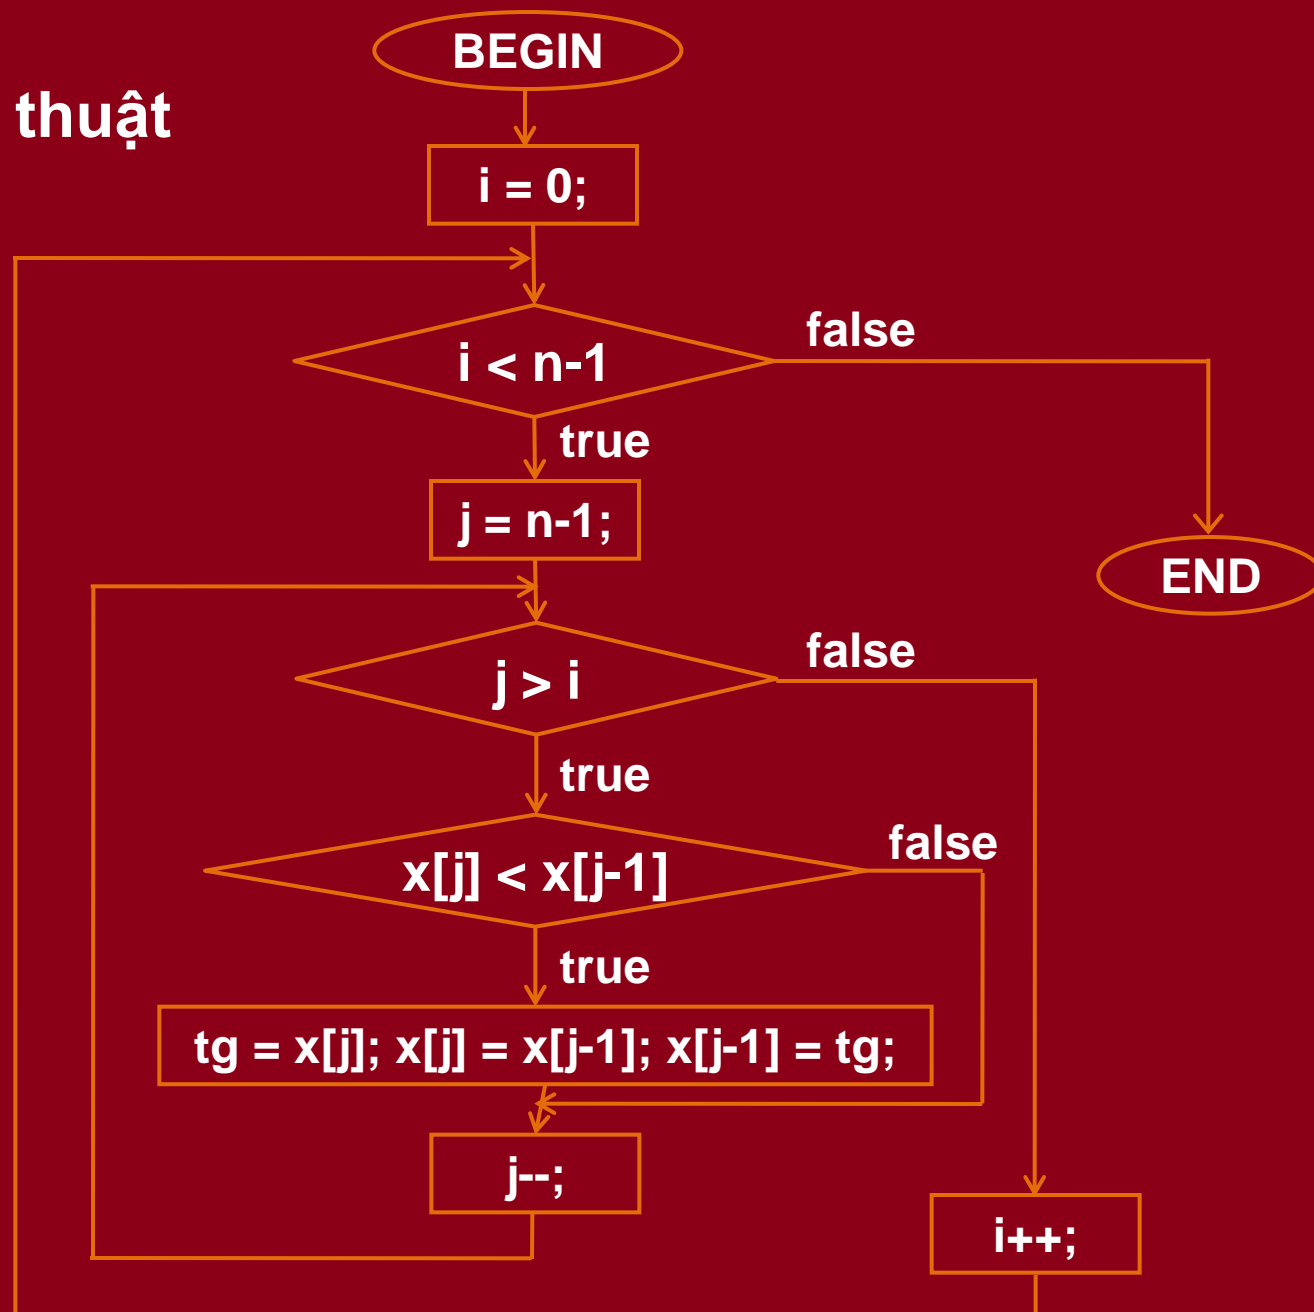 BEGIN
thuật
i = 0;
i < n-1
false
true
j = n-1;
END
j > i
false
true
x[j] < x[j-1]
false
true
tg = x[j]; x[j] = x[j-1]; x[j-1] = tg;
j--;
i++;